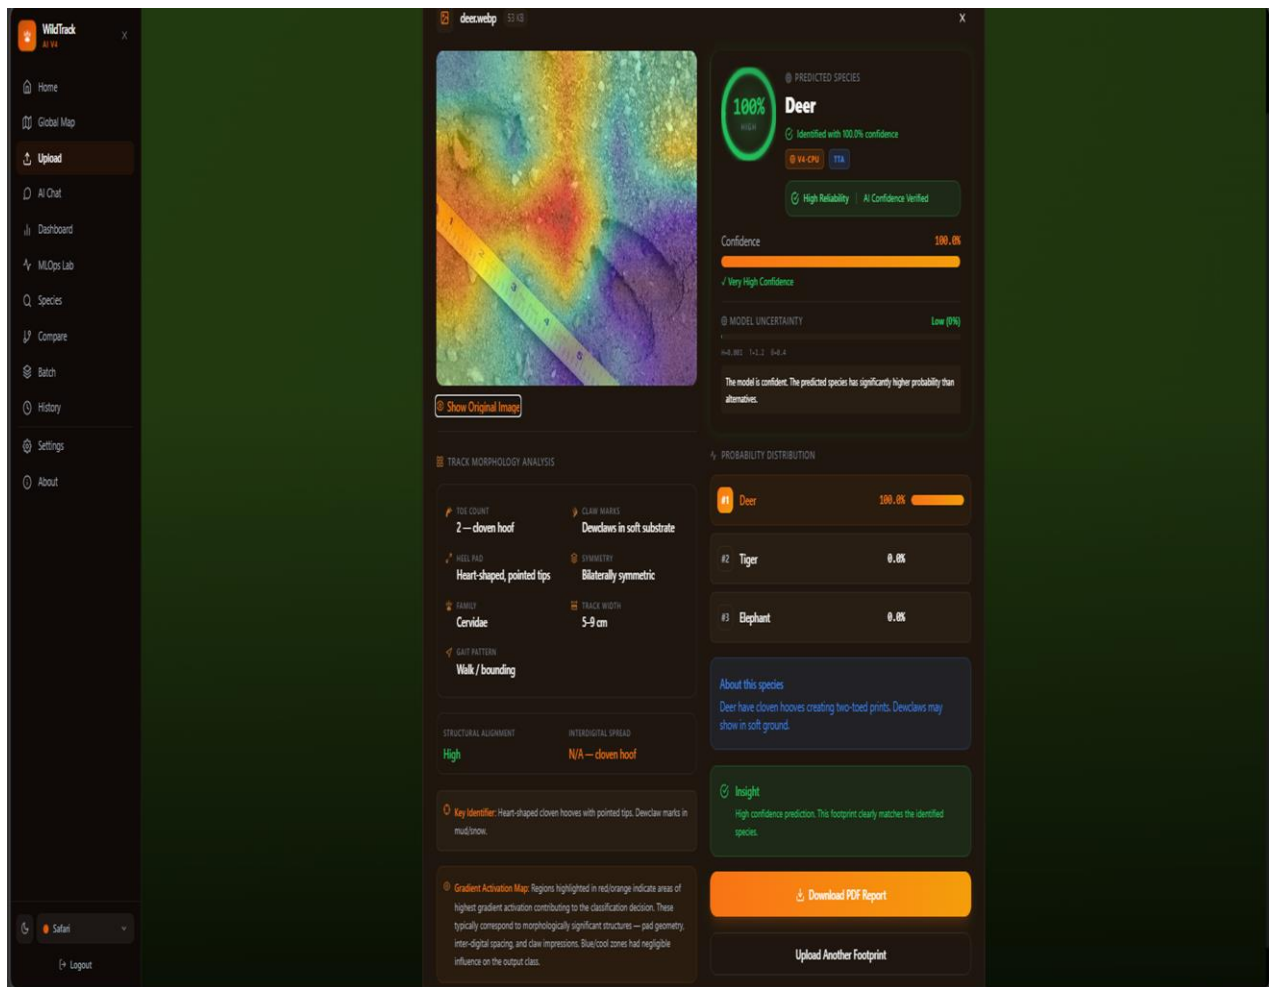 WildTrack
AI V4
X
Home
Global Map
Upload
AI Chat
Dashboard
MLOps Lab
Species
Compare
Batch
History
Settings
About
Safari
Logout
deer.webp 53 KB
X
1
2
3
4
Show Original Image
TRACK MORPHOLOGY ANALYSIS
TOE COUNT
2 — cloven hoof
CLAW MARKS
Dewclaws in soft substrate
HEEL PAD
Heart-shaped, pointed tips
SYMMETRY
Bilaterally symmetric
FAMILY
Cervidae
TRACK WIDTH
5–9 cm
GAIT PATTERN
Walk / bounding
STRUCTURAL ALIGNMENT
High
INTERDIGITAL SPREAD
N/A — cloven hoof
Key Identifier: Heart-shaped cloven hooves with pointed tips. Dewclaw marks in
mud/snow.
Gradient Activation Map: Regions highlighted in red/orange indicate areas of
highest gradient activation contributing to the classification decision. These
typically correspond to morphologically significant structures — pad geometry,
inter-digital spacing, and claw impressions. Blue/cool zones had negligible
influence on the output class.
100%
HIGH
PREDICTED SPECIES
Deer
Identified with 100.0% confidence
V4-CPU TTA
High Reliability | AI Confidence Verified
Confidence 100.0%
✓ Very High Confidence
MODEL UNCERTAINTY Low (0%)
The model is confident. The predicted species has significantly higher probability than
alternatives.
PROBABILITY DISTRIBUTION
#1 Deer 100.0%
#2 Tiger 0.0%
#3 Elephant 0.0%
About this species
Deer have cloven hooves creating two-toed prints. Dewclaws may
show in soft ground.
Insight
High confidence prediction. This footprint clearly matches the identified
species.
Download PDF Report
Upload Another Footprint